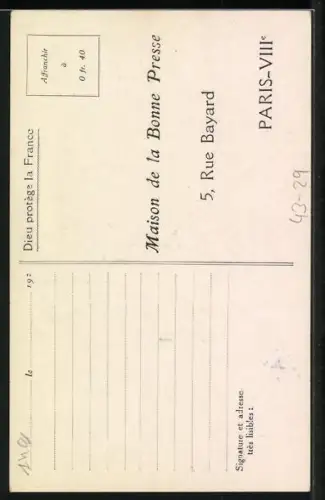 Dieu protège la France
Affranchir
à
0 fr. 40.
Maison de la Bonne Presse
5, Rue Bayard
PARIS-VIIIe
43-29
le 192
Signature et adresse
très lisibles :